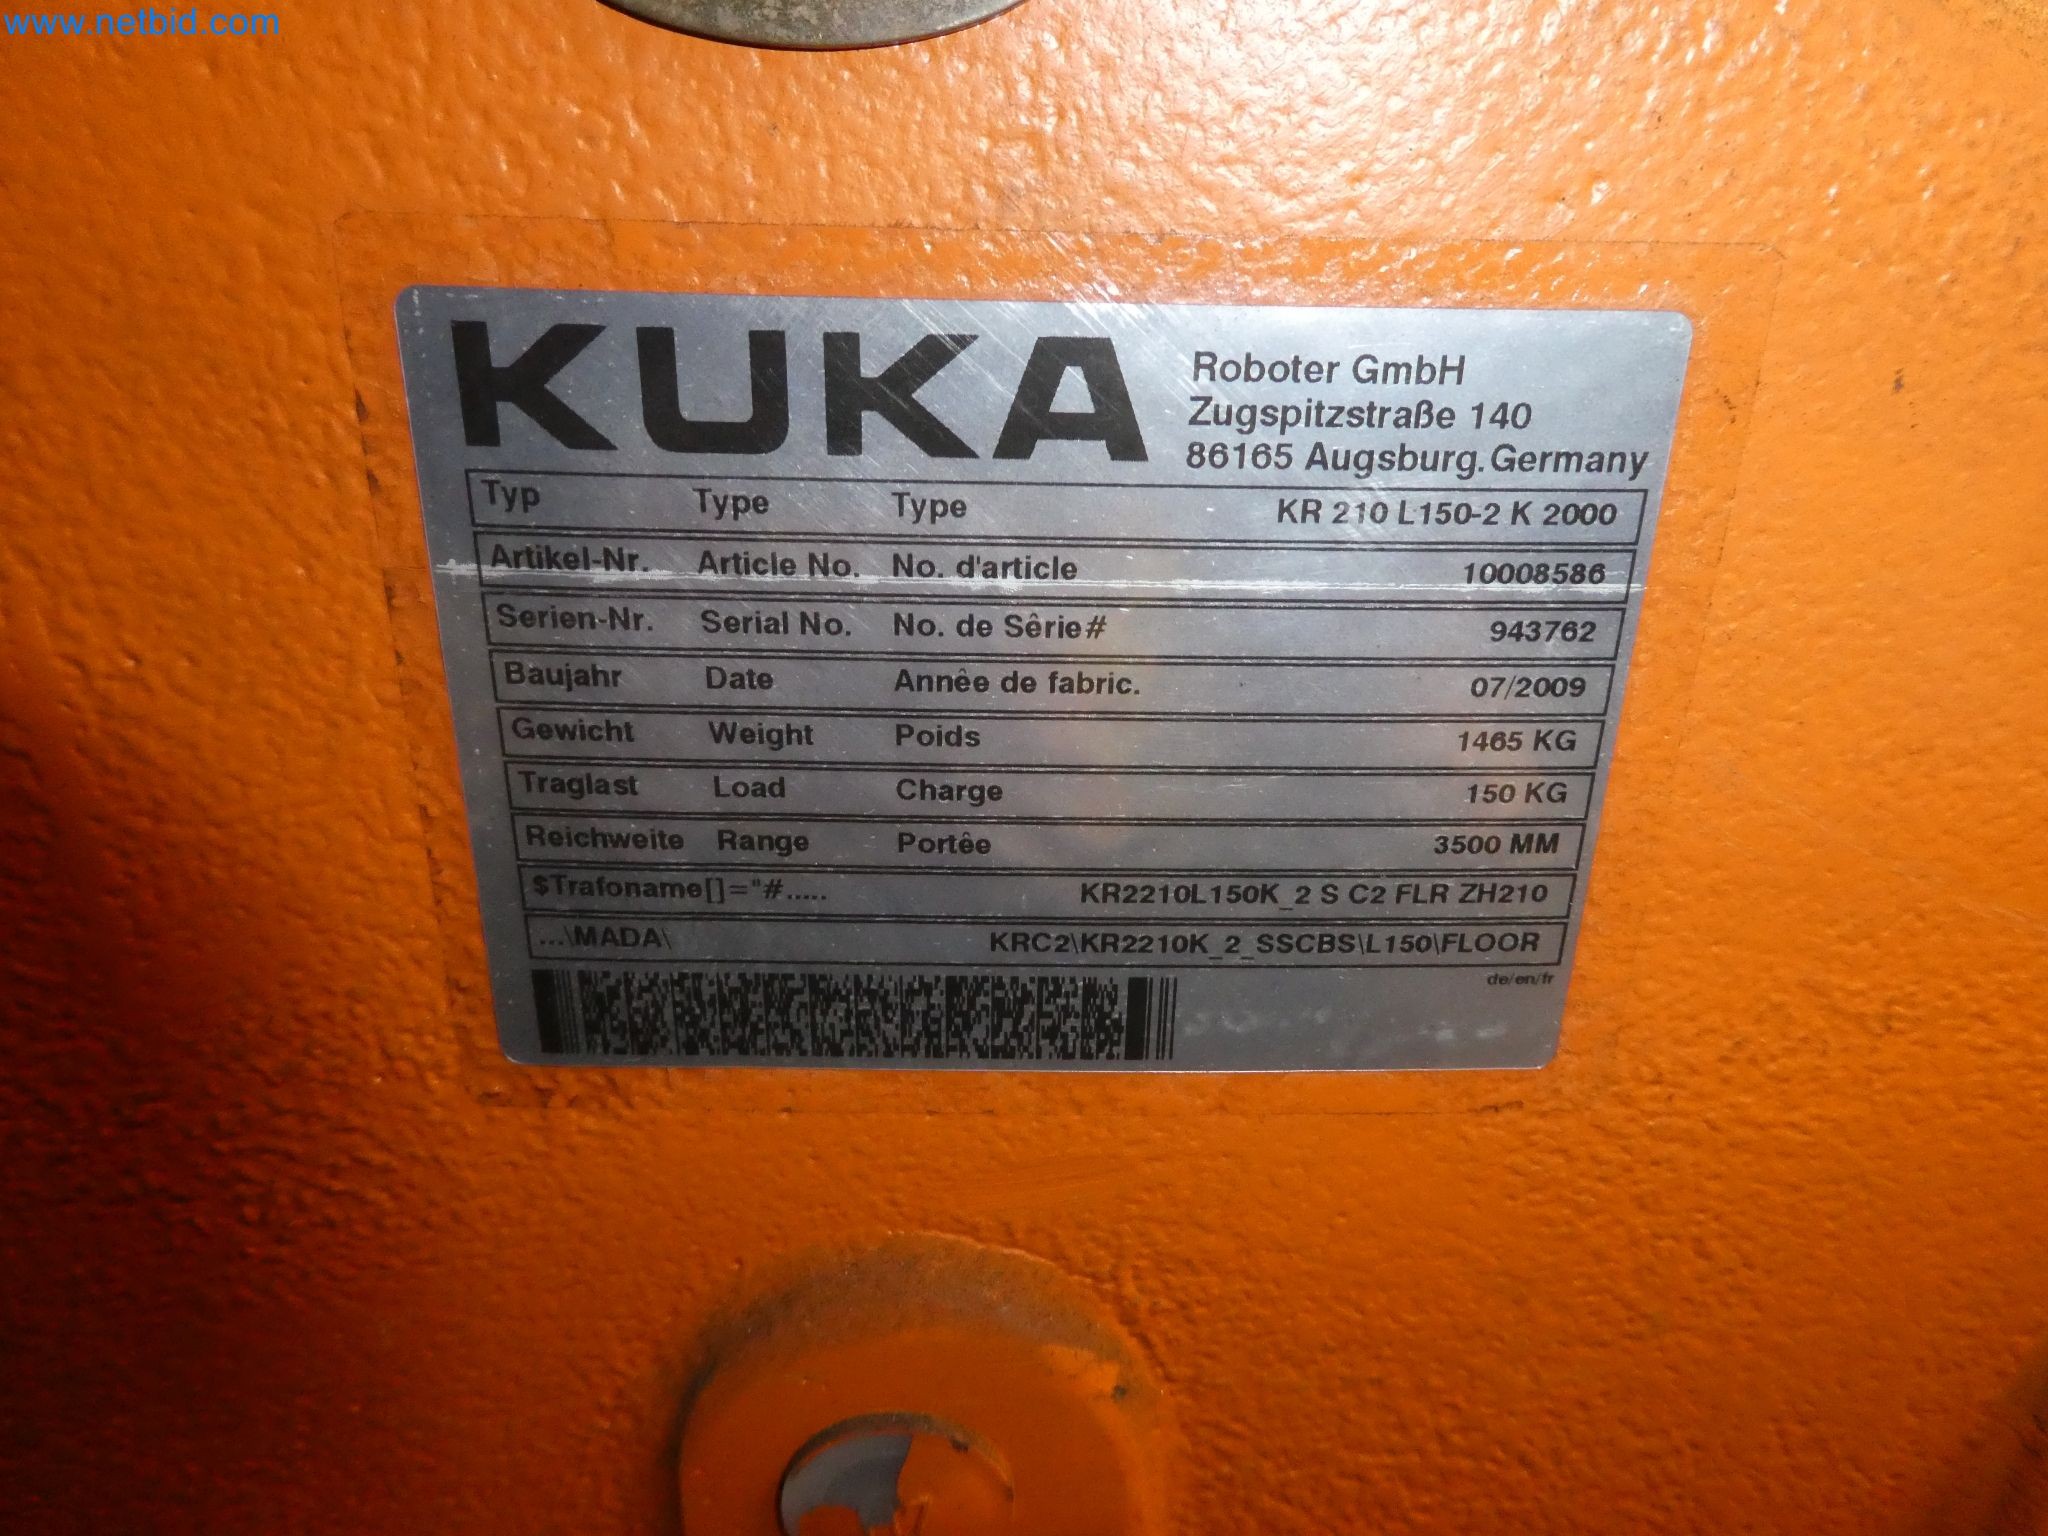 www.netbid.com
KUKA
Roboter GmbH
Zugspitzstraße 140
86165 Augsburg.Germany
Typ Type Type KR 210 L150-2 K 2000
Artikel-Nr. Article No. No. d'article 10008586
Serien-Nr. Serial No. No. de Sêrie# 943762
Baujahr Date Annêe de fabric. 07/2009
Gewicht Weight Poids 1465 KG
Traglast Load Charge 150 KG
Reichweite Range Portêe 3500 MM
$Trafoname[]="#..... KR2210L150K_2 S C2 FLR ZH210
...\MADA\ KRC2\KR2210K_2_SSCBS\L150\FLOOR
de/en/fr